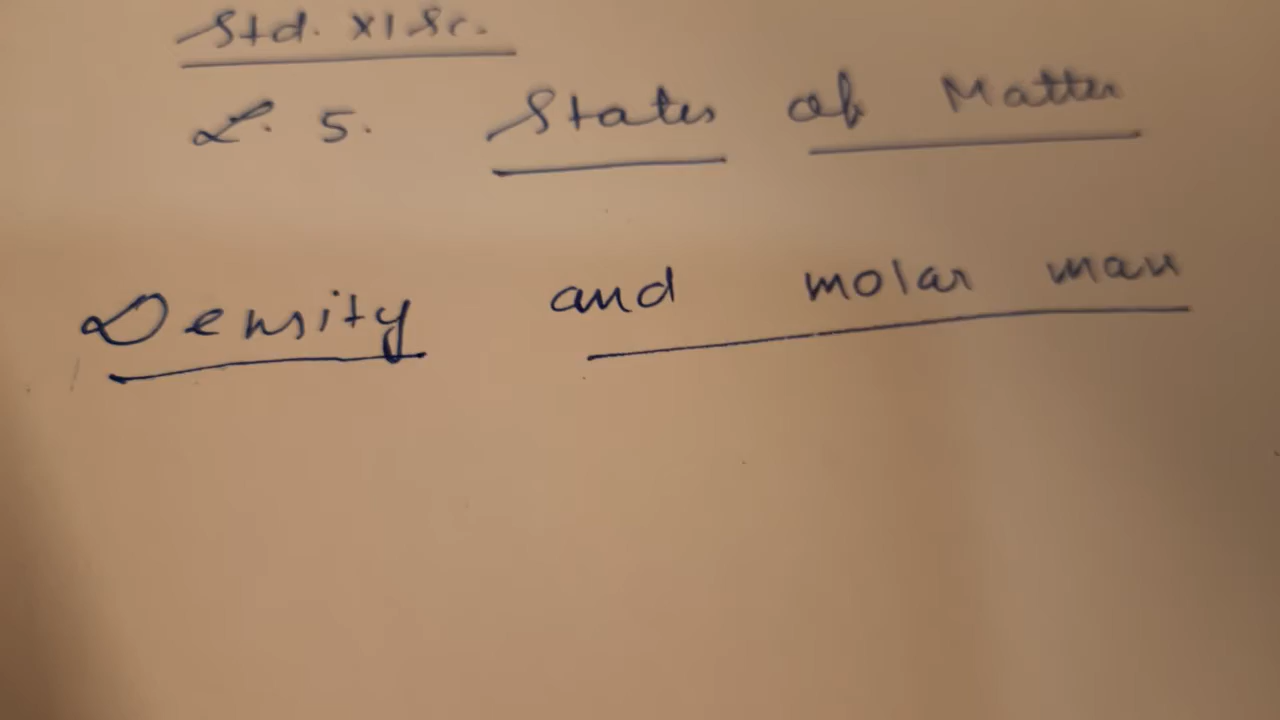 Std. XI Sc.
L. 5. States of Matter
Density and molar mass